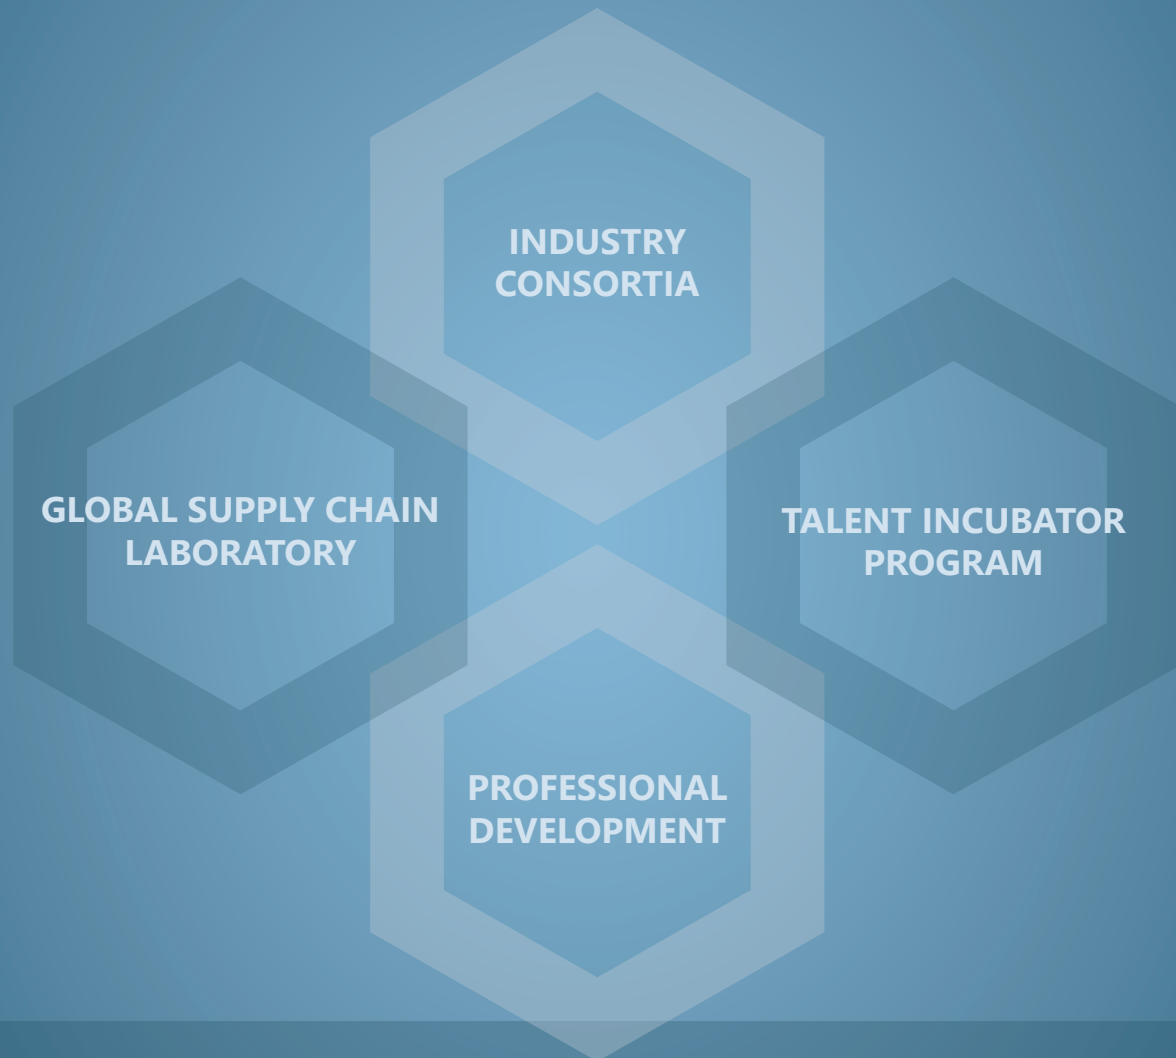 INDUSTRY
CONSORTIA
GLOBAL SUPPLY CHAIN
LABORATORY
TALENT INCUBATOR
PROGRAM
PROFESSIONAL
DEVELOPMENT